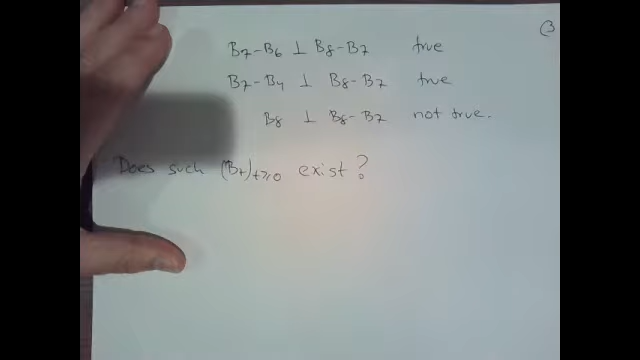 (3
B₇-B₆ ⊥ B₈-B₇ true
B₇-B₄ ⊥ B₈-B₇ true
B₈ ⊥ B₈-B₇ not true.
Does such (Bₜ)ₜ≥₀ exist?